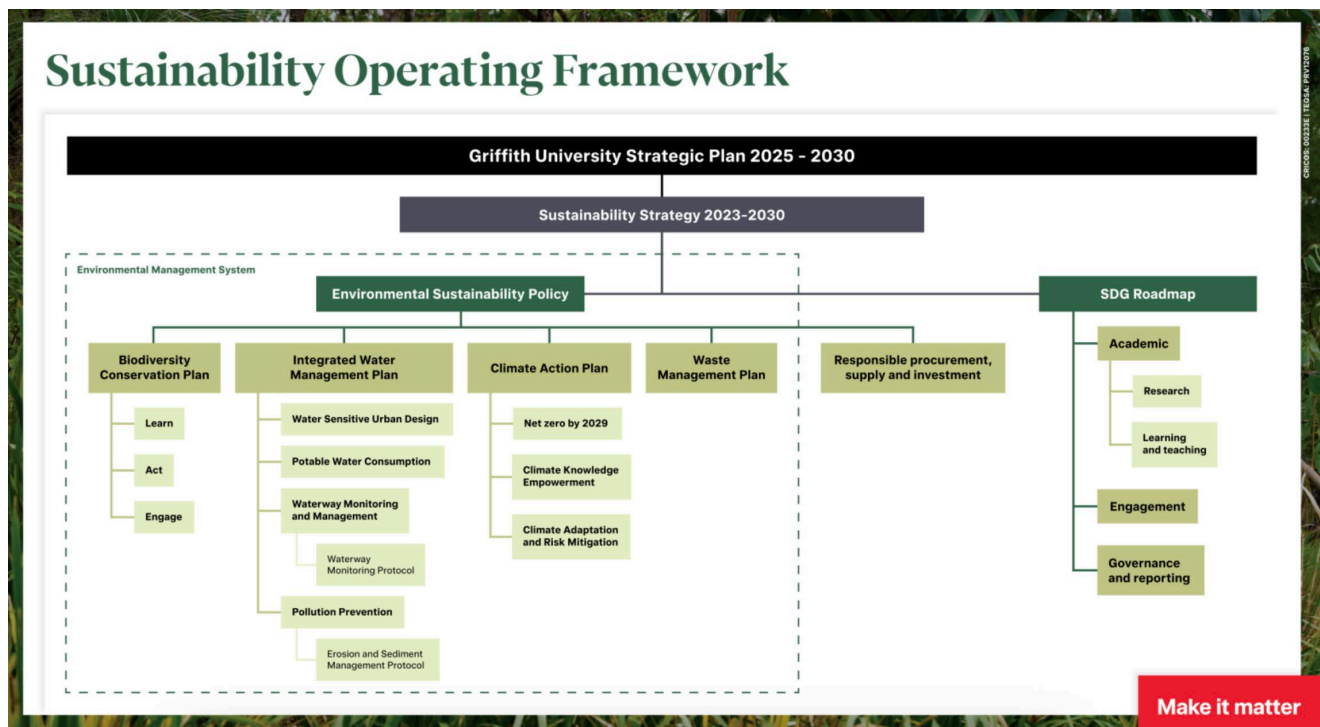 Sustainability Operating Framework
CRICOS: 00233E | TEQSA: PRV12076
Griffith University Strategic Plan 2025 - 2030
Sustainability Strategy 2023-2030
Environmental Management System
Environmental Sustainability Policy
SDG Roadmap
Biodiversity
Conservation Plan
Learn
Act
Engage
Integrated Water
Management Plan
Water Sensitive Urban Design
Potable Water Consumption
Waterway Monitoring
and Management
Waterway
Monitoring Protocol
Pollution Prevention
Erosion and Sediment
Management Protocol
Climate Action Plan
Net zero by 2029
Climate Knowledge
Empowerment
Climate Adaptation
and Risk Mitigation
Waste
Management Plan
Responsible procurement,
supply and investment
Academic
Research
Learning
and teaching
Engagement
Governance
and reporting
Make it matter